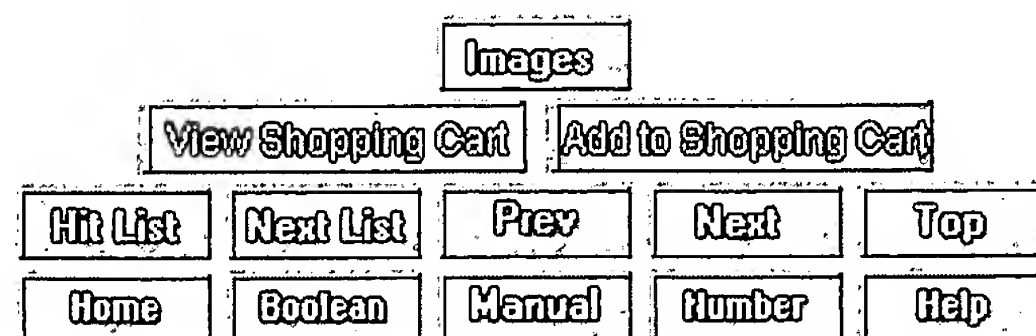 Images
View Shopping Cart Add to Shopping Cart
Hit List Next List Prev Next Top
Home Boolean Manual Number Help